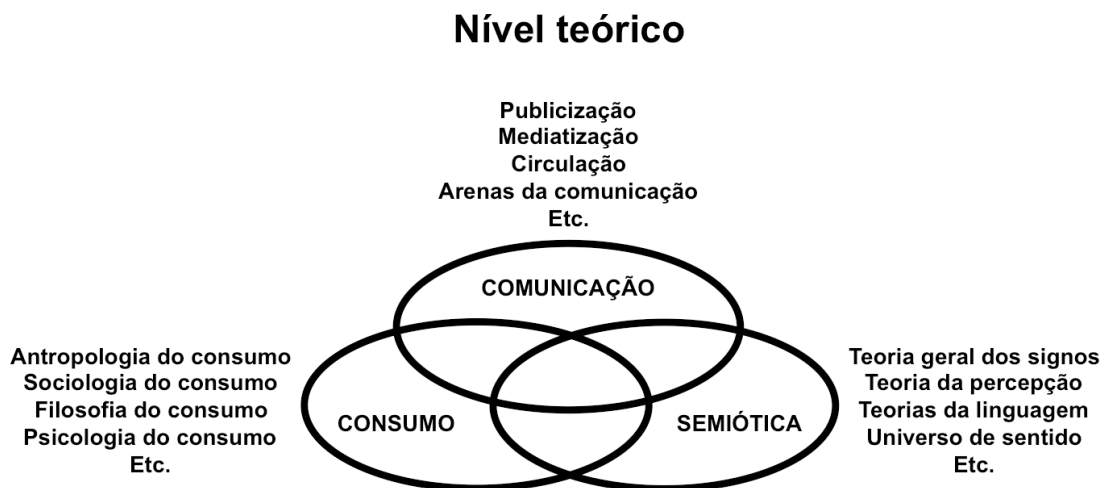 Nível teórico
Publicização
Mediatização
Circulação
Arenas da comunicação
Etc.
COMUNICAÇÃO
Antropologia do consumo
Sociologia do consumo
Filosofia do consumo
Psicologia do consumo
Etc.
CONSUMO
SEMIÓTICA
Teoria geral dos signos
Teoria da percepção
Teorias da linguagem
Universo de sentido
Etc.